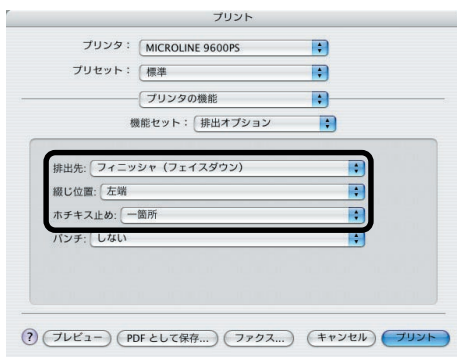 プリント
プリンタ： MICROLINE 9600PS
プリセット： 標準
プリンタの機能
機能セット： 排出オプション
排出先: フィニッシャ（フェイスダウン）
綴じ位置: 左端
ホチキス止め: 一箇所
パンチ: しない
? プレビュー PDF として保存... ファクス... キャンセル プリント